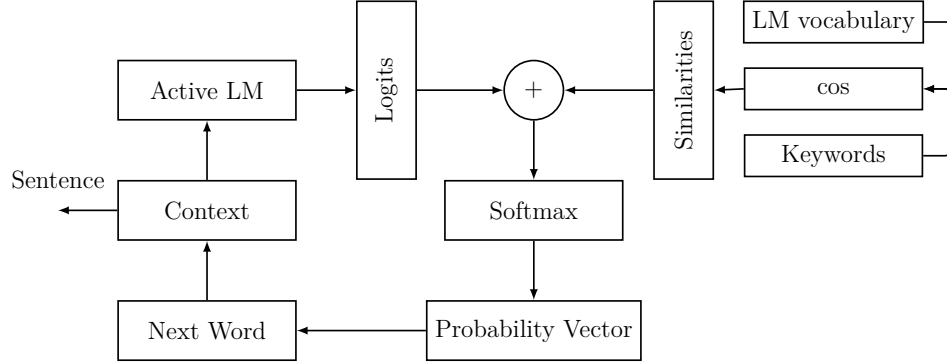 LM vocabulary
Active LM
Logits
+
Similarities
cos
Keywords
Sentence
Context
Softmax
Next Word
Probability Vector